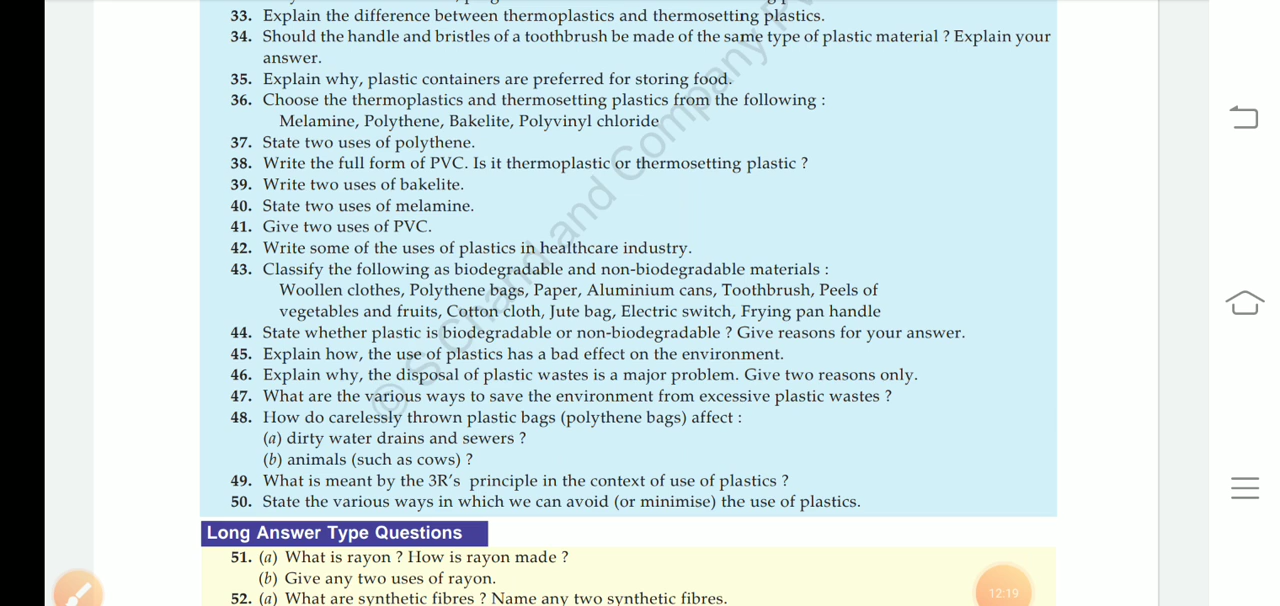 33. Explain the difference between thermoplastics and thermosetting plastics.
34. Should the handle and bristles of a toothbrush be made of the same type of plastic material ? Explain your
answer.
35. Explain why, plastic containers are preferred for storing food.
36. Choose the thermoplastics and thermosetting plastics from the following :
Melamine, Polythene, Bakelite, Polyvinyl chloride
37. State two uses of polythene.
38. Write the full form of PVC. Is it thermoplastic or thermosetting plastic ?
39. Write two uses of bakelite.
40. State two uses of melamine.
41. Give two uses of PVC.
42. Write some of the uses of plastics in healthcare industry.
43. Classify the following as biodegradable and non-biodegradable materials :
Woollen clothes, Polythene bags, Paper, Aluminium cans, Toothbrush, Peels of
vegetables and fruits, Cotton cloth, Jute bag, Electric switch, Frying pan handle
44. State whether plastic is biodegradable or non-biodegradable ? Give reasons for your answer.
45. Explain how, the use of plastics has a bad effect on the environment.
46. Explain why, the disposal of plastic wastes is a major problem. Give two reasons only.
47. What are the various ways to save the environment from excessive plastic wastes ?
48. How do carelessly thrown plastic bags (polythene bags) affect :
(a) dirty water drains and sewers ?
(b) animals (such as cows) ?
49. What is meant by the 3R's principle in the context of use of plastics ?
50. State the various ways in which we can avoid (or minimise) the use of plastics.
Long Answer Type Questions
51. (a) What is rayon ? How is rayon made ?
(b) Give any two uses of rayon.
52. (a) What are synthetic fibres ? Name any two synthetic fibres.
© S Chand and Company
12:19